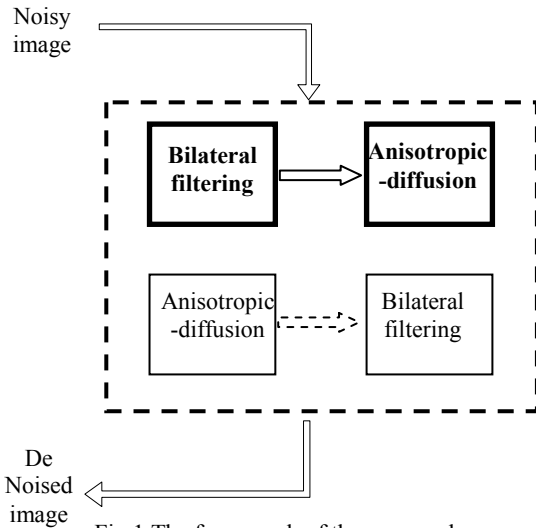 Noisy
image
Bilateral
filtering
Anisotropic
-diffusion
Anisotropic
-diffusion
Bilateral
filtering
De
Noised
image